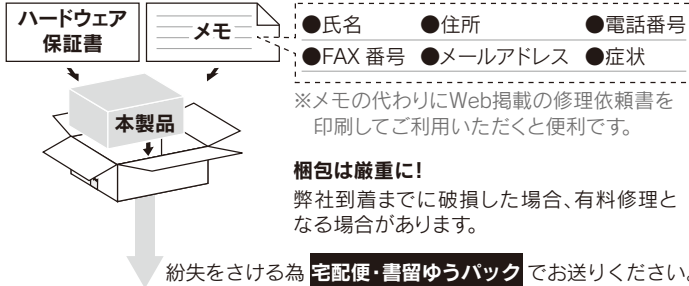 ハードウェア
保証書
メモ
●氏名 ●住所 ●電話番号
●FAX 番号 ●メールアドレス ●症状
※メモの代わりにWeb掲載の修理依頼書を
印刷してご利用いただくと便利です。
本製品
梱包は厳重に!
弊社到着までに破損した場合、有料修理と
なる場合があります。
紛失をさける為 宅配便・書留ゆうパック でお送りください。